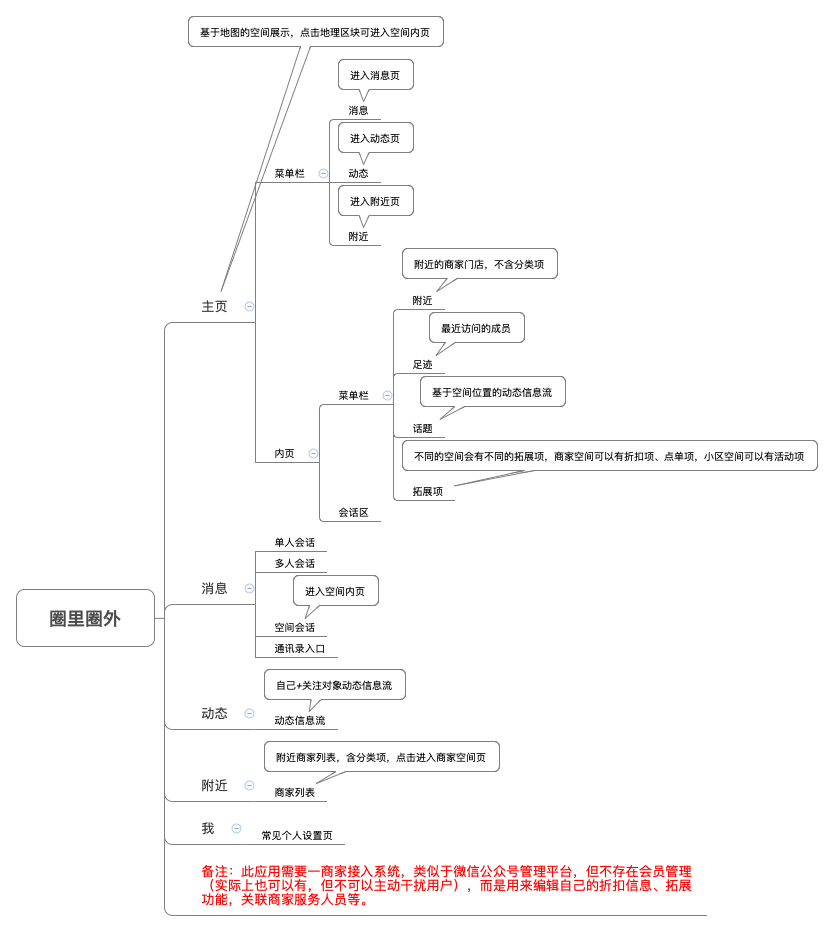 基于地图的空间展示，点击地理区块可进入空间内页
进入消息页
消息
进入动态页
菜单栏
动态
进入附近页
附近
附近的商家门店，不含分类项
主页
附近
最近访问的成员
足迹
基于空间位置的动态信息流
菜单栏
话题
内页
不同的空间会有不同的拓展项，商家空间可以有折扣项、点单项，小区空间可以有活动项
拓展项
会话区
单人会话
多人会话
消息
进入空间内页
圈里圈外
空间会话
通讯录入口
自己+关注对象动态信息流
动态
动态信息流
附近商家列表，含分类项，点击进入商家空间页
附近
商家列表
我
常见个人设置页
备注：此应用需要一商家接入系统，类似于微信公众号管理平台，但不存在会员管理
（实际上也可以有，但不可以主动干扰用户），而是用来编辑自己的折扣信息、拓展
功能，关联商家服务人员等。